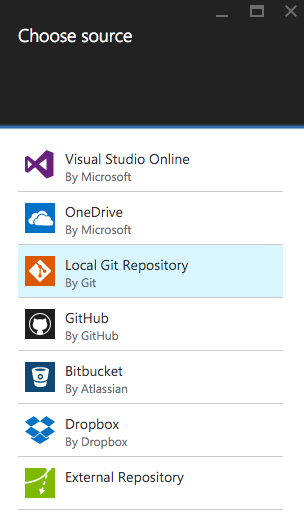 Choose source
Visual Studio Online
By Microsoft
OneDrive
By Microsoft
Local Git Repository
By Git
GitHub
By GitHub
Bitbucket
By Atlassian
Dropbox
By Dropbox
External Repository